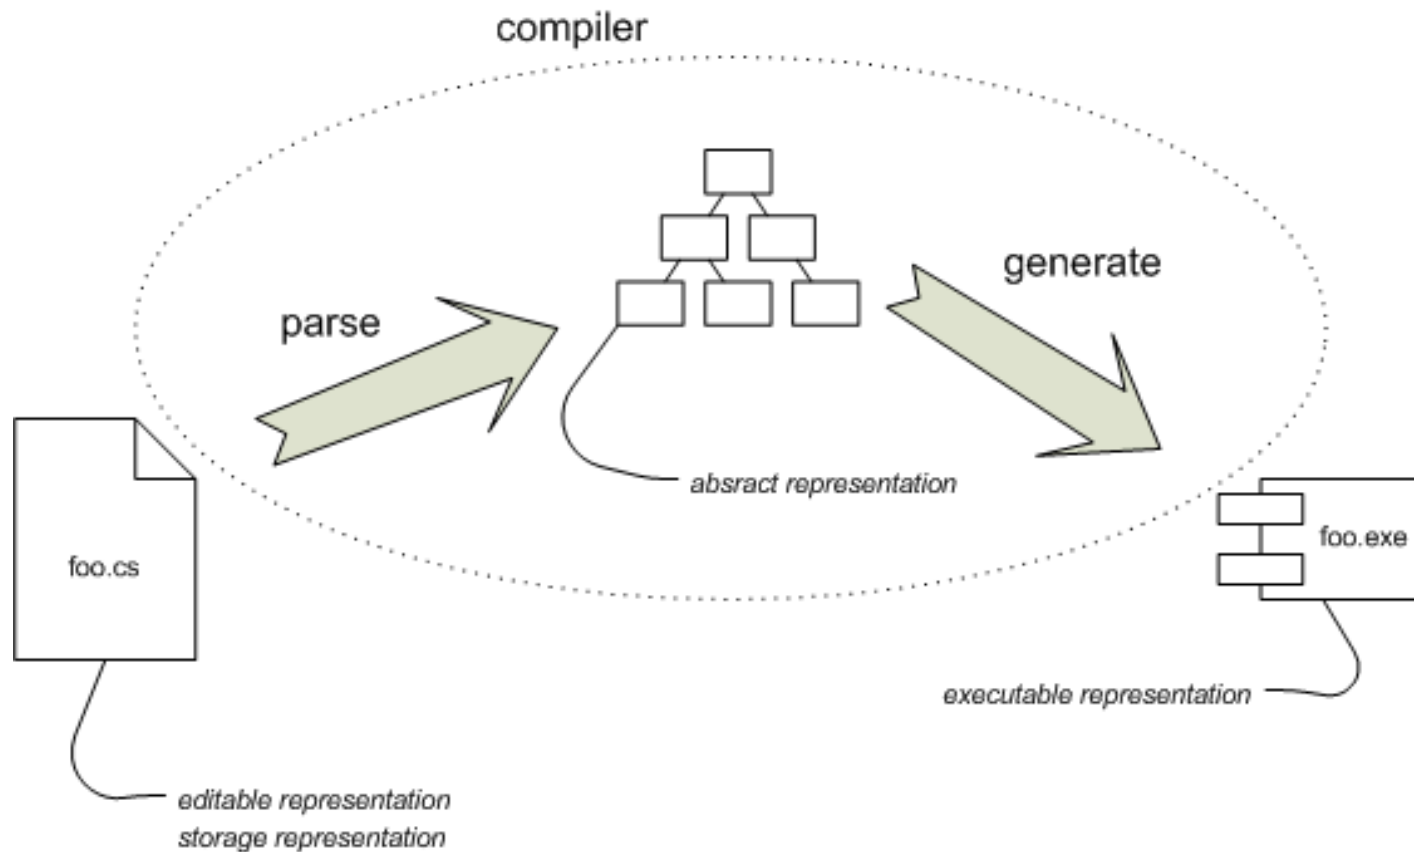 compiler
generate
parse
absract representation
foo.cs
foo.exe
executable representation
editable representation
storage representation